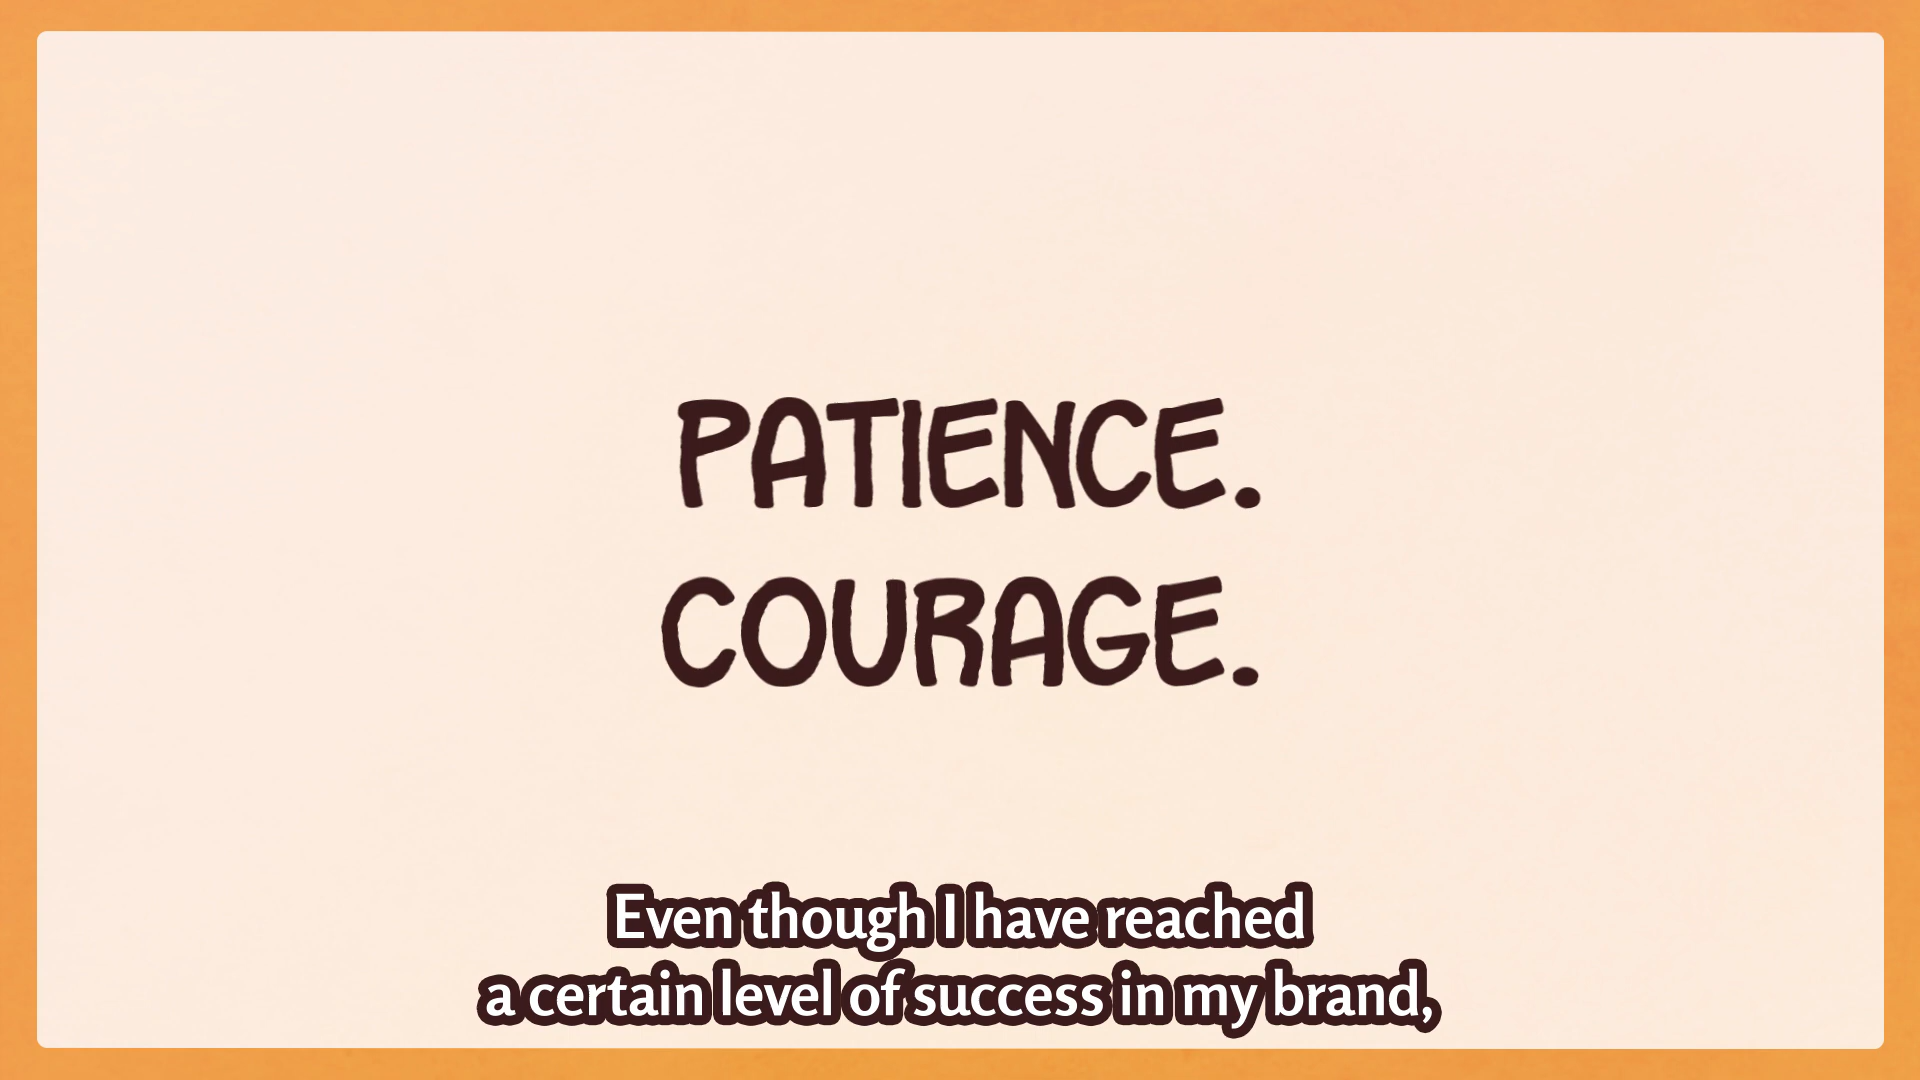 PATIENCE.
COURAGE.
Even though I have reached
a certain level of success in my brand,